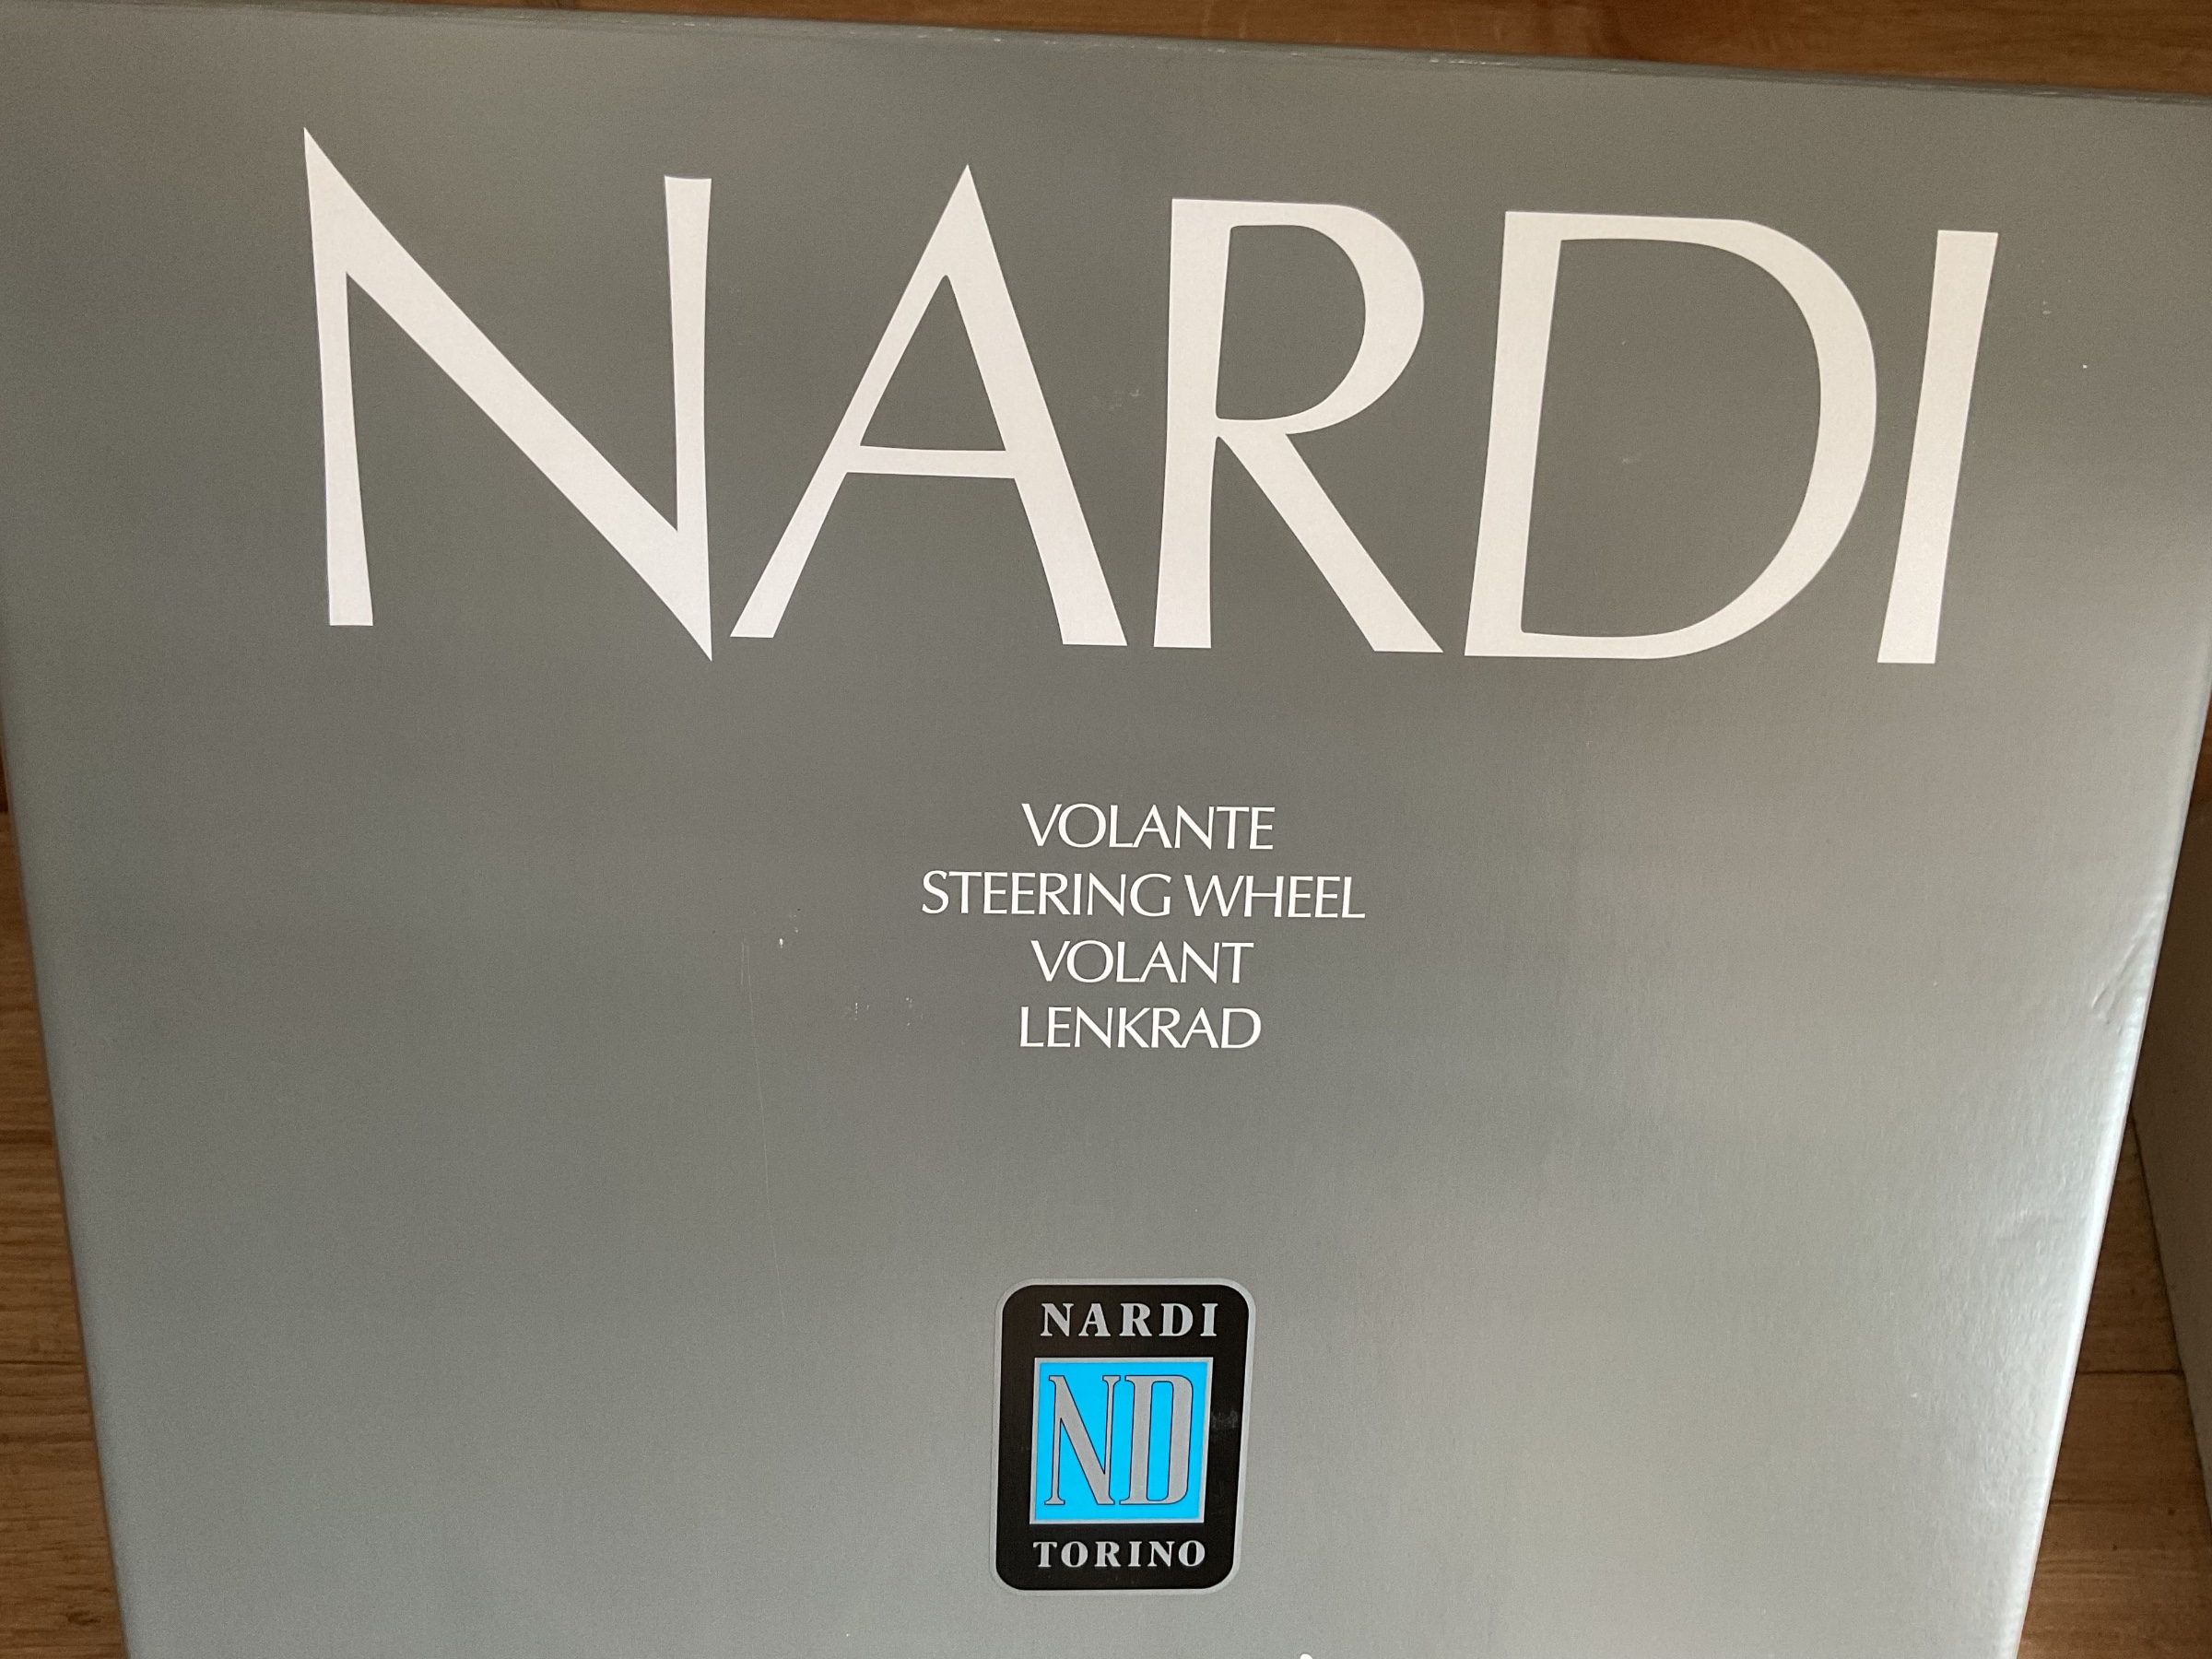 NARDI
VOLANTE
STEERING WHEEL
VOLANT
LENKRAD
NARDI
ND
TORINO